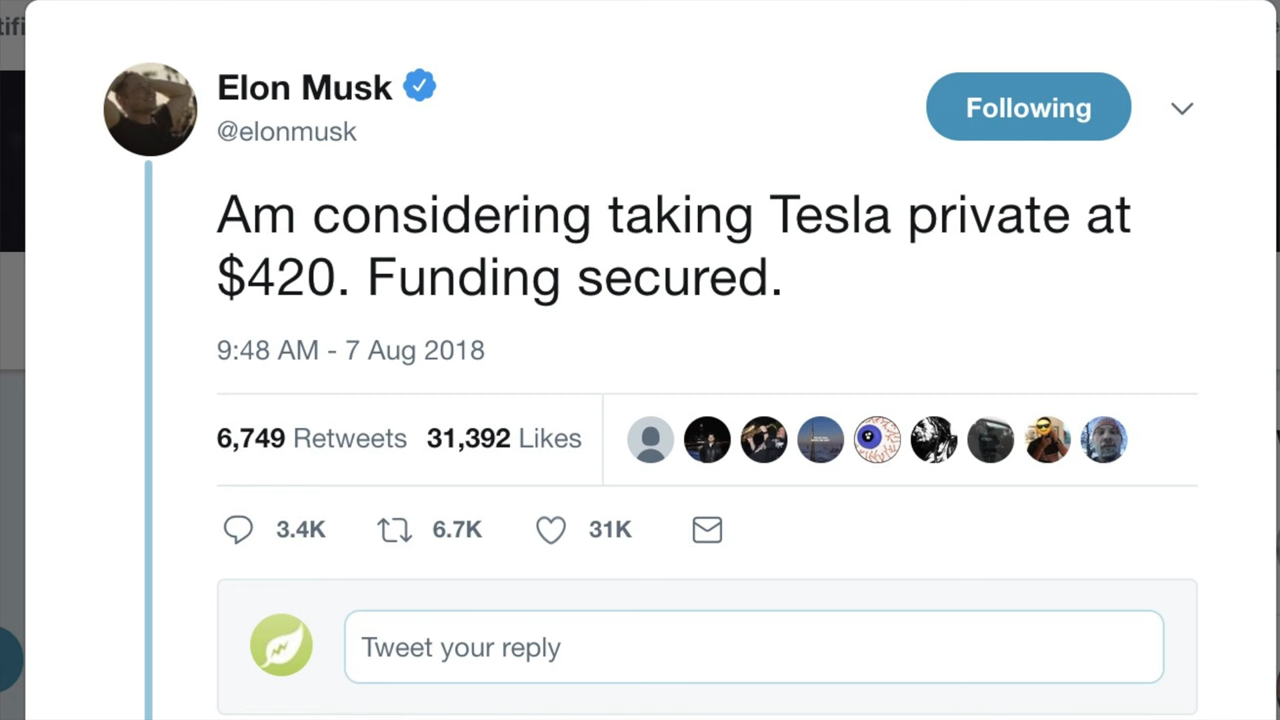 Elon Musk
Following
@elonmusk
Am considering taking Tesla private at
$420. Funding secured.
9:48 AM - 7 Aug 2018
6,749 Retweets 31,392 Likes
3.4K 6.7K 31K
Tweet your reply